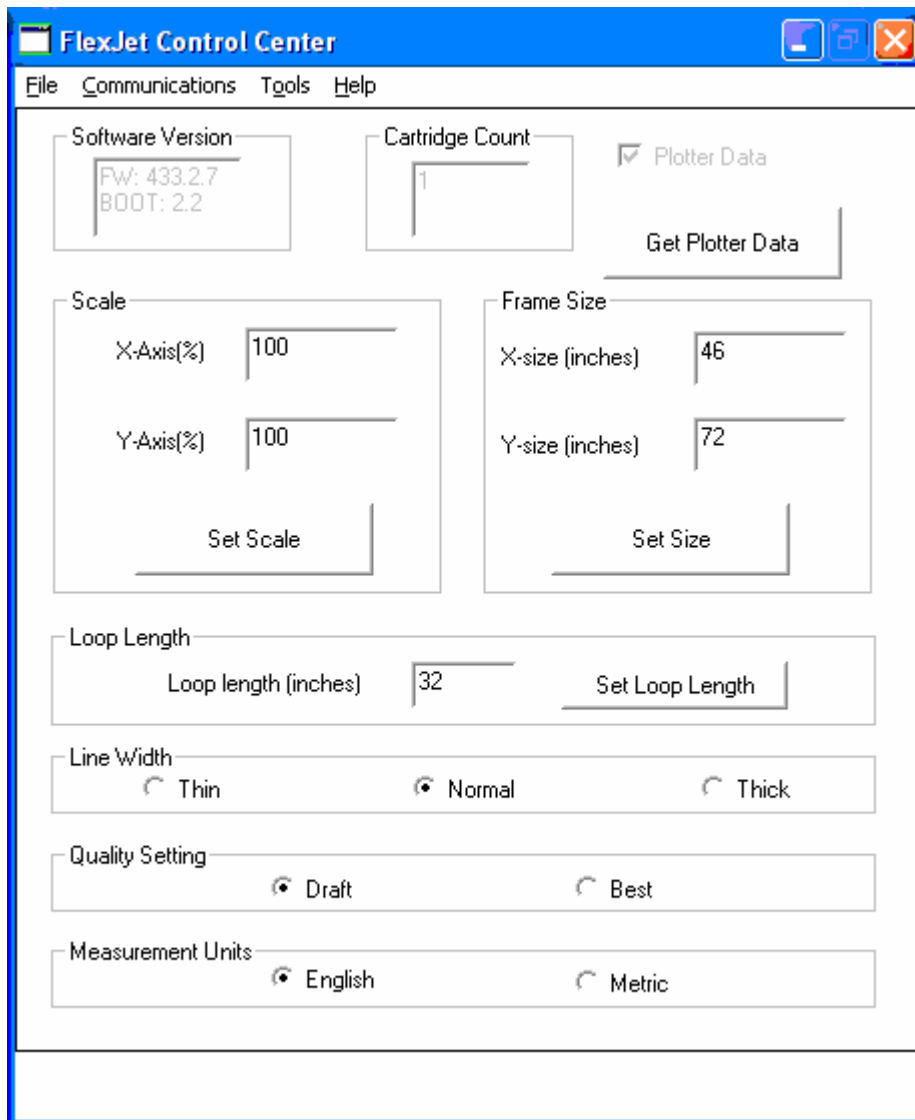 FlexJet Control Center
File Communications Tools Help
Software Version
FW: 433.2.7
BOOT: 2.2
Cartridge Count
1
Plotter Data
Get Plotter Data
Scale
X-Axis(%) 100
Y-Axis(%) 100
Set Scale
Frame Size
X-size (inches) 46
Y-size (inches) 72
Set Size
Loop Length
Loop length (inches) 32 Set Loop Length
Line Width
Thin Normal Thick
Quality Setting
Draft Best
Measurement Units
English Metric